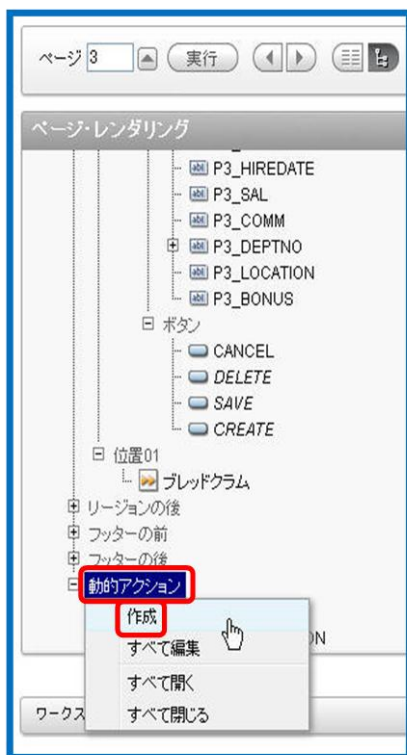 ページ 3 実行
ページ・レンダリング
P3_HIREDATE
P3_SAL
P3_COMM
P3_DEPTNO
P3_LOCATION
P3_BONUS
ボタン
CANCEL
DELETE
SAVE
CREATE
位置01
ブレッドクラム
リージョンの後
フッターの前
フッターの後
動的アクション
作成
すべて編集
すべて開く
すべて閉じる